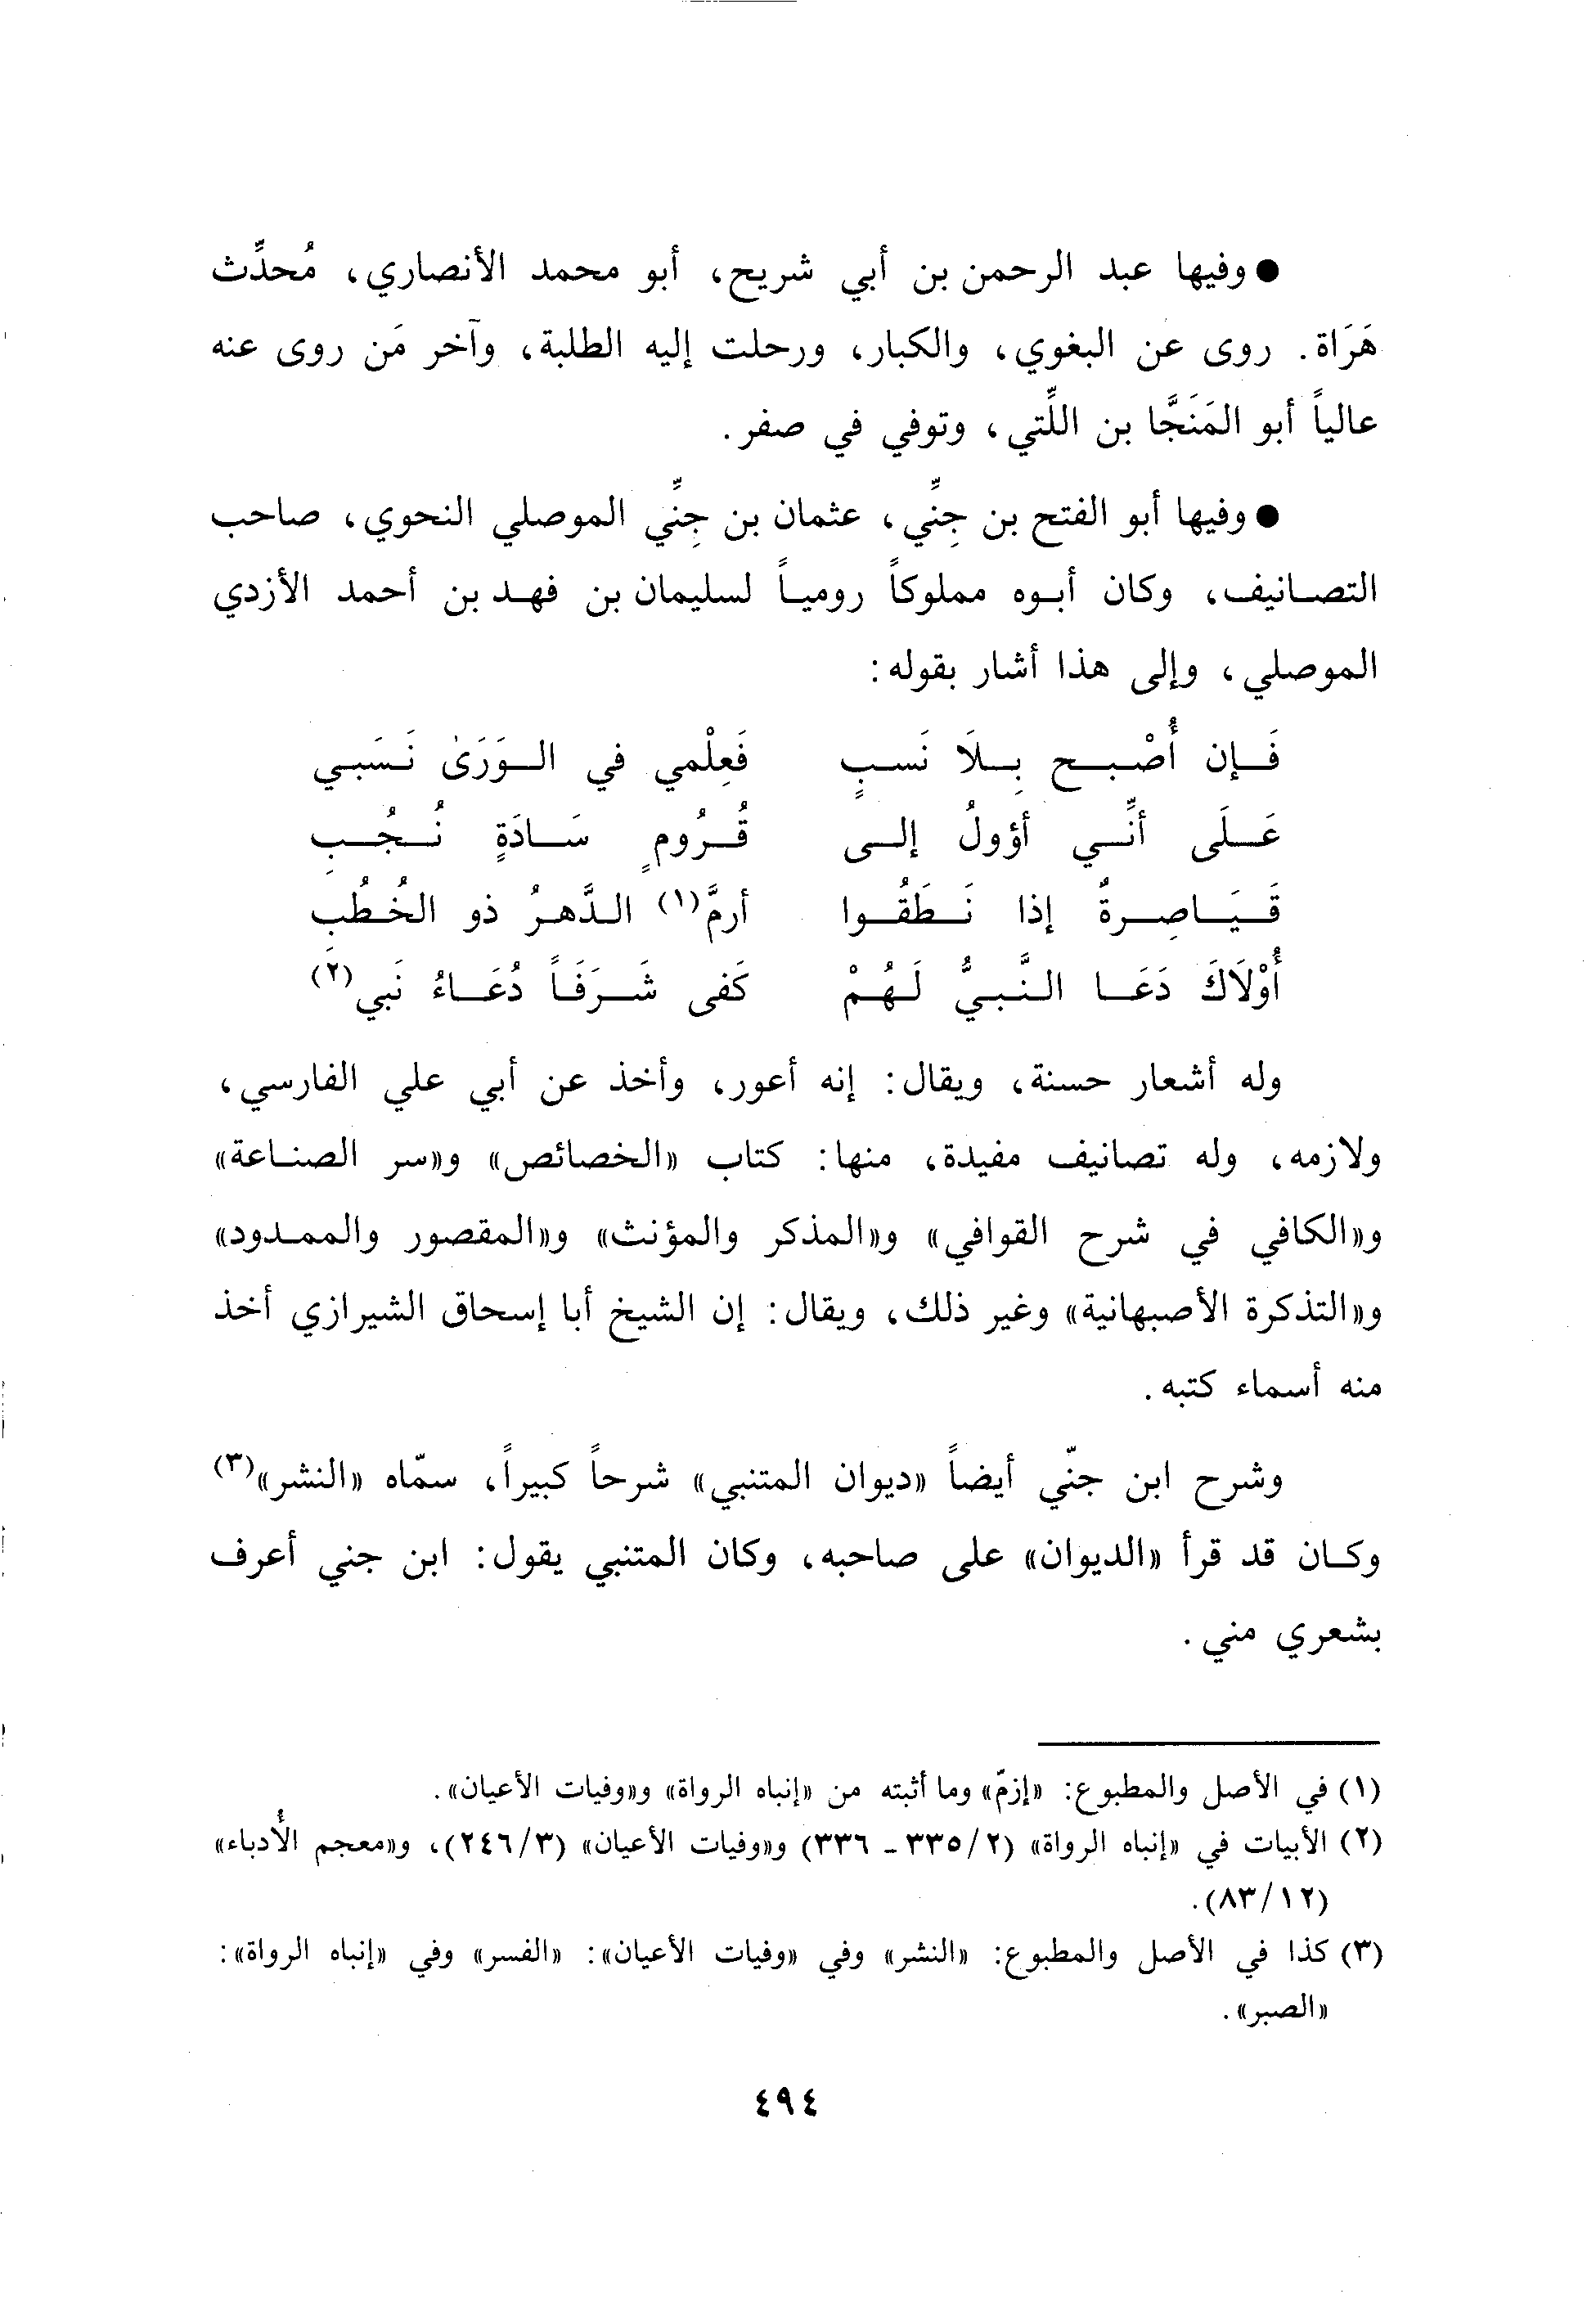 ● وفيها عبد الرحمن بن أبي شريح، أبو محمد الأنصاري، مُحدِّث
هَرَاة. روى عن البغوي، والكبار، ورحلت إليه الطلبة، وآخر مَن روى عنه
عالياً أبو المَنَجَّا بن اللَّتي، وتوفي في صفر.
● وفيها أبو الفتح بن جِنِّي، عثمان بن جِنِّي الموصلي النحوي، صاحب
التصانيف، وكان أبوه مملوكاً رومياً لسليمان بن فهد بن أحمد الأزدي
الموصلي، وإلى هذا أشار بقوله:
فَإن أُصْبح بِلَا نَسبٍ فَعِلْمي في الوَرَىٰ نَسَبي
عَلَى أنِّي أؤولُ إلى قُرُومٍ سَادَةٍ نُجُبِ
قَيَاصِرةٌ إذا نَطَقُوا أرمَّ(١) الدَّهرُ ذو الخُطُبِ
أُوْلَاكَ دَعَا النَّبيُّ لَهُمْ كَفى شَرَفَاً دُعَاءُ نَبي(٢)
وله أشعار حسنة، ويقال: إنه أعور، وأخذ عن أبي علي الفارسي،
ولازمه، وله تصانيف مفيدة، منها: كتاب «الخصائص» و«سر الصناعة»
و«الكافي في شرح القوافي» و«المذكر والمؤنث» و«المقصور والممدود»
و«التذكرة الأصبهانية» وغير ذلك، ويقال: إن الشيخ أبا إسحاق الشيرازي أخذ
منه أسماء كتبه.
وشرح ابن جنّي أيضاً «ديوان المتنبي» شرحاً كبيراً، سمّاه «النشر»(٣)
وكان قد قرأ «الديوان» على صاحبه، وكان المتنبي يقول: ابن جني أعرف
بشعري مني.
(١) في الأصل والمطبوع: «إزمّ» وما أثبته من «إنباه الرواة» و«وفيات الأعيان».
(٢) الأبيات في «إنباه الرواة» (٢/٣٣٥ - ٣٣٦) و«وفيات الأعيان» (٣/٢٤٦)، و«معجم الأُدباء»
(١٢/٨٣).
(٣) كذا في الأصل والمطبوع: «النشر» وفي «وفيات الأعيان»: «الفسر» وفي «إنباه الرواة»:
«الصبر».
٤٩٤